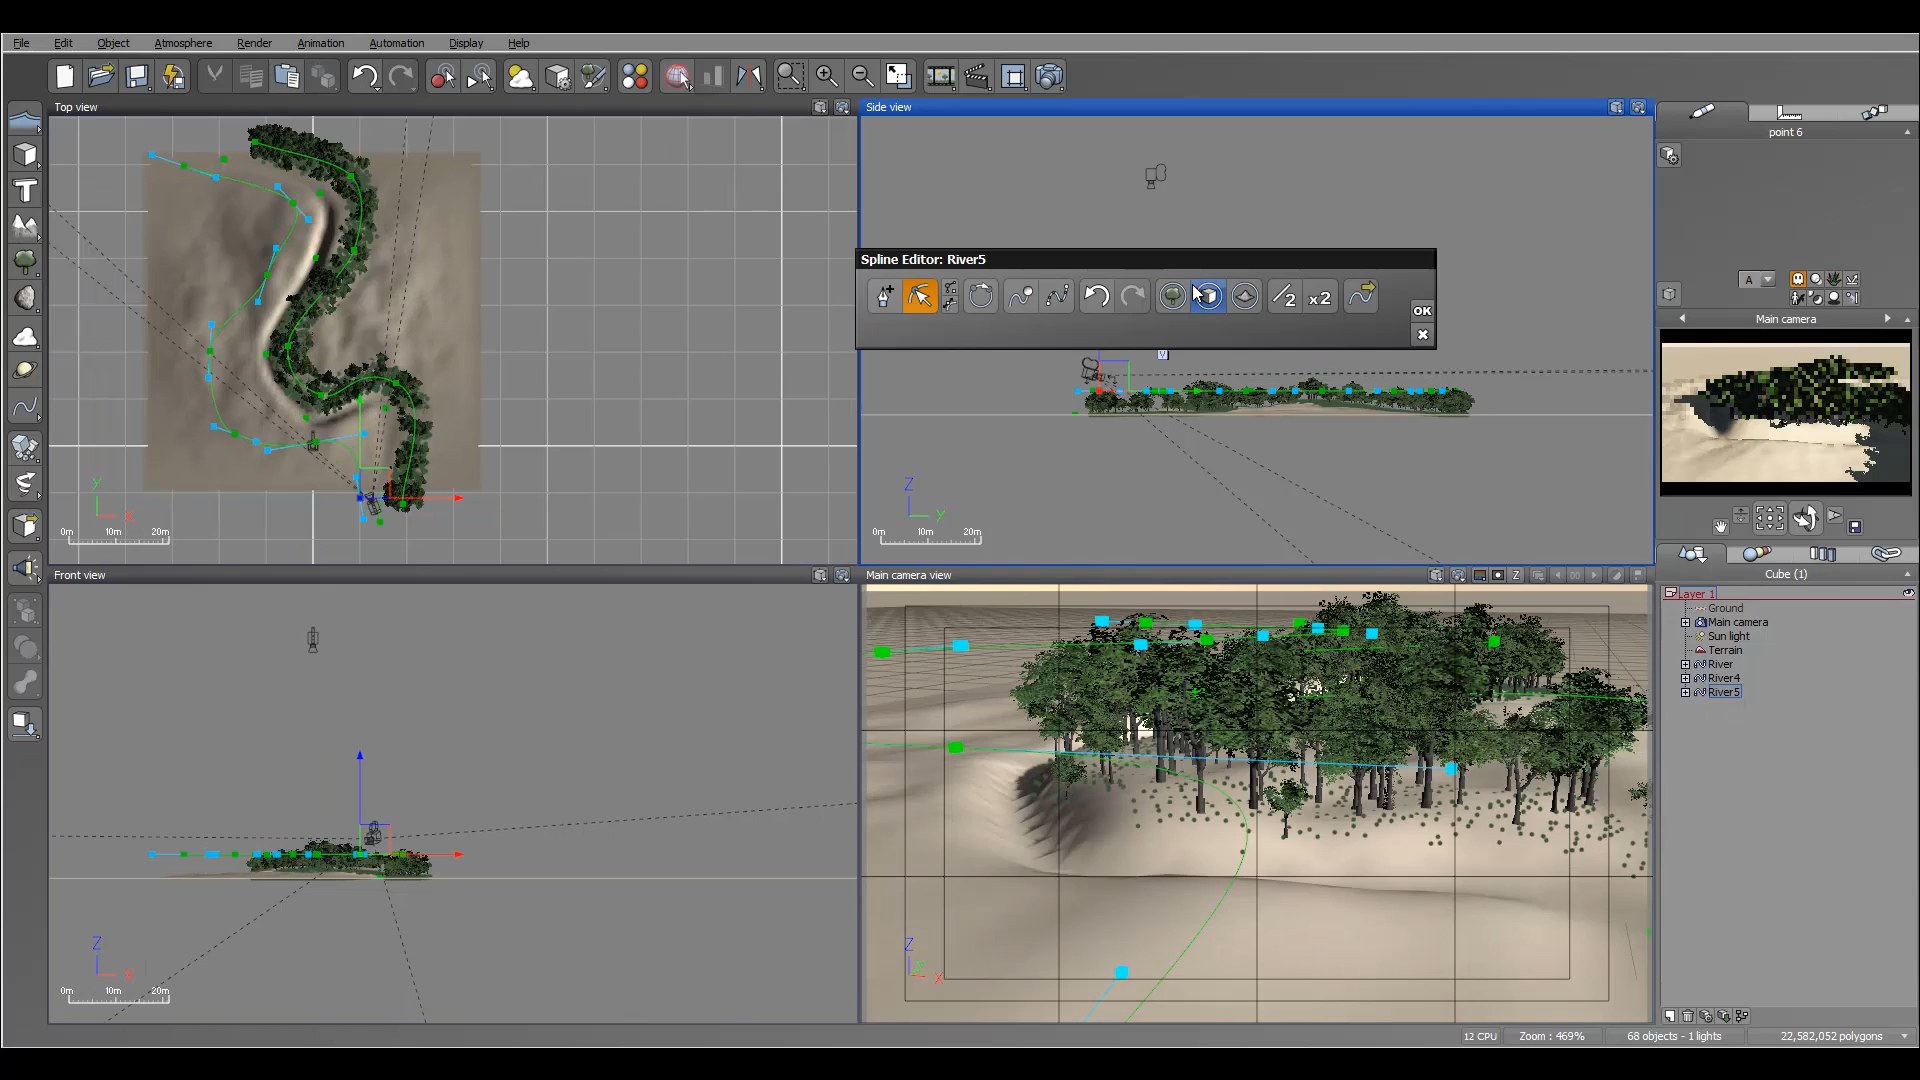 File Edit Object Atmosphere Render Animation Automation Display Help
Top view
Side view
point 6
Spline Editor: River5
/2 x2
OK
A
Main camera
y
x
0m 10m 20m
Z
y
0m 10m 20m
Front view
Main camera view
Z
Cube (1)
Layer 1
Ground
Main camera
Sun light
Terrain
River
River4
River5
Z
x
0m 10m 20m
Z
y
x
12 CPU
Zoom : 469%
68 objects - 1 lights
22,582,052 polygons